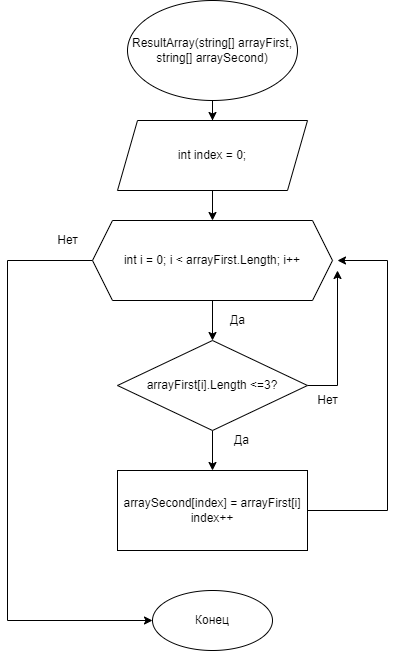 ResultArray(string[] arrayFirst,
string[] arraySecond)
int index = 0;
Нет
int i = 0; i < arrayFirst.Length; i++
Да
arrayFirst[i].Length <=3?
Нет
Да
arraySecond[index] = arrayFirst[i]
index++
Конец